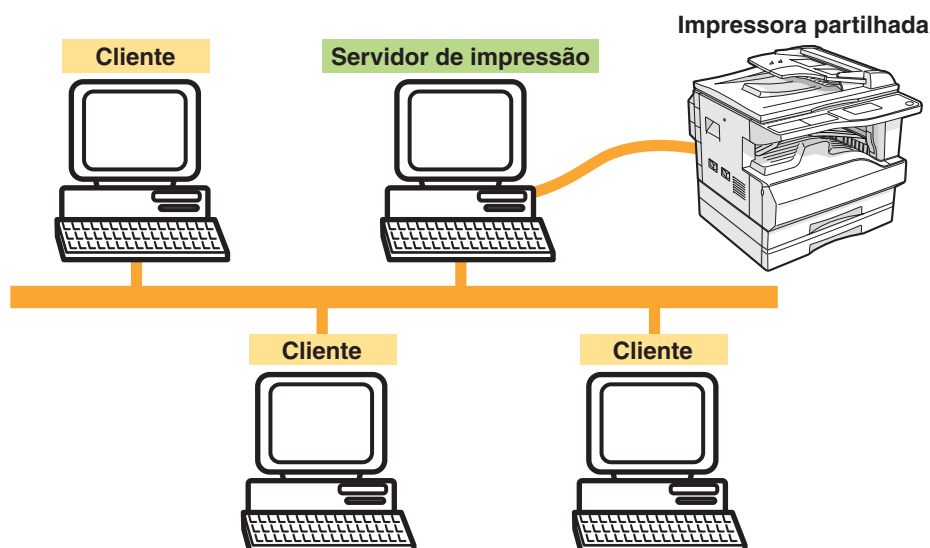 Impressora partilhada
Cliente
Servidor de impressão
Cliente
Cliente